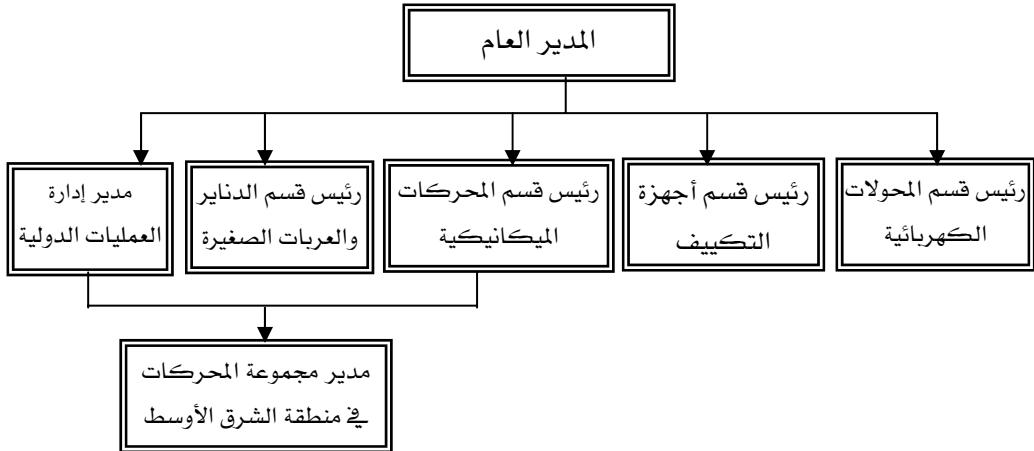 المدير العام
رئيس قسم المحولات
الكهربائية
رئيس قسم أجهزة
التكييف
رئيس قسم المحركات
الميكانيكية
رئيس قسم الدناير
والعربات الصغيرة
مدير إدارة
العمليات الدولية
مدير مجموعة المحركات
في منطقة الشرق الأوسط